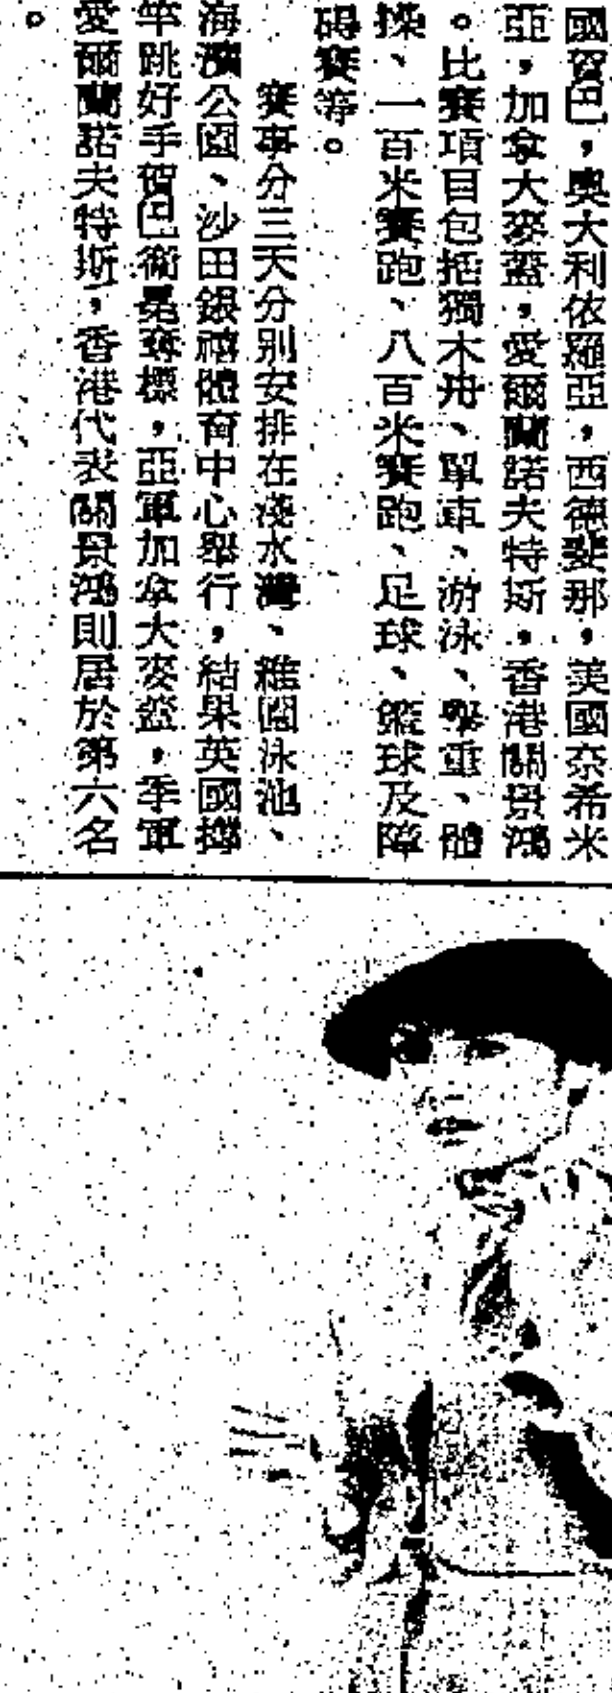 國賀巴，奧大利依羅亞，西德斐那，美國奈希米
亞，加拿大麥蓋，愛爾蘭諾夫特斯，香港關景鴻
。比賽項目包括獨木舟、單車、游泳、舉重、體
操、一百米賽跑、八百米賽跑、足球、籃球及障
碍賽等。
賽事分三天分別安排在淺水灣、雅園泳池、
海濱公園、沙田銀禧體育中心舉行，結果英國撐
竿跳好手賀巴衛冕奪標，亞軍加拿大麥蓋，季軍
愛爾蘭諾夫特斯，香港代表關景鴻則居於第六名
。